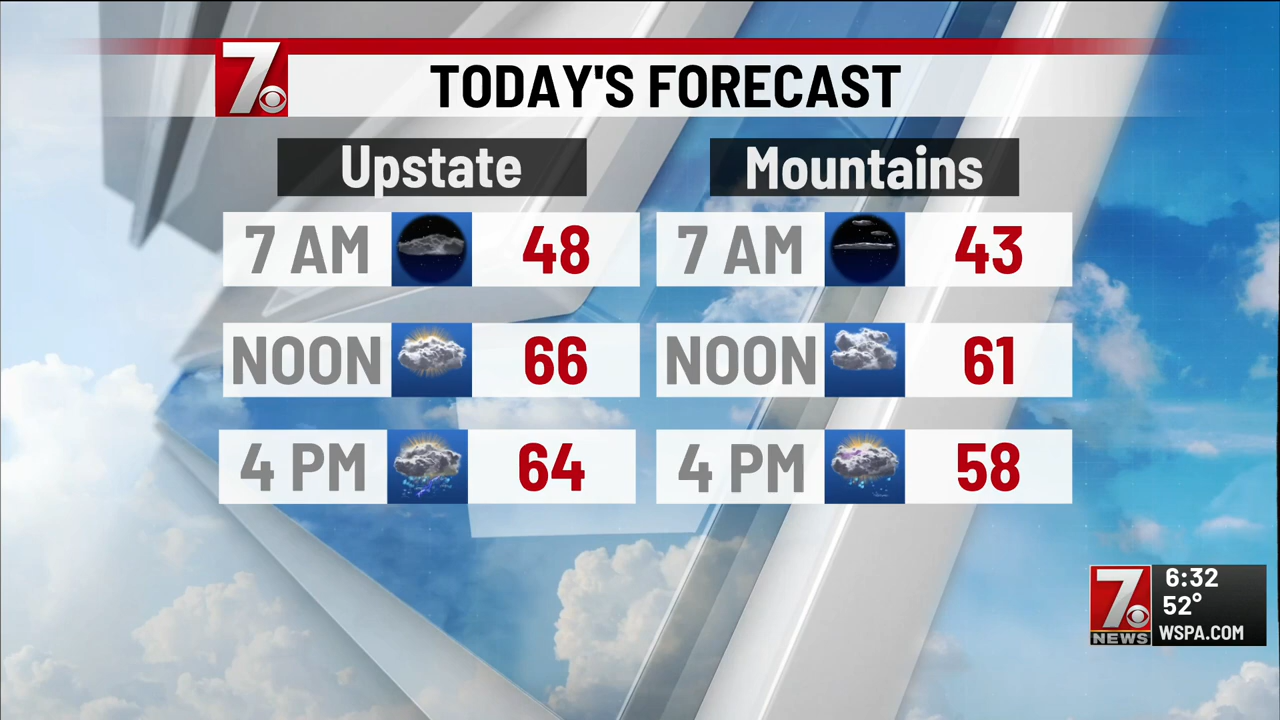 7
TODAY'S FORECAST
Upstate
7 AM 48
NOON 66
4 PM 64
Mountains
7 AM 43
NOON 61
4 PM 58
7
NEWS
6:32
52°
WSPA.COM